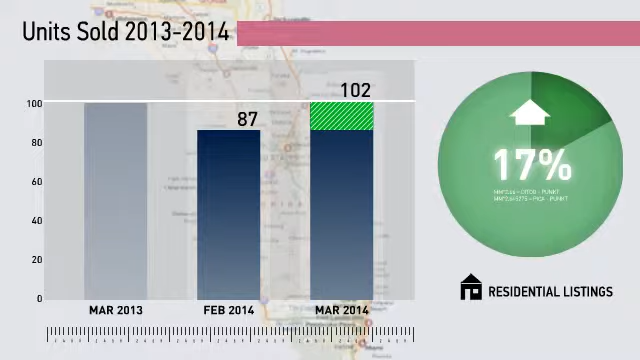 Units Sold 2013-2014
102
87
100
80
60
40
20
0
MAR 2013
FEB 2014
MAR 2014
17%
RESIDENTIAL LISTINGS